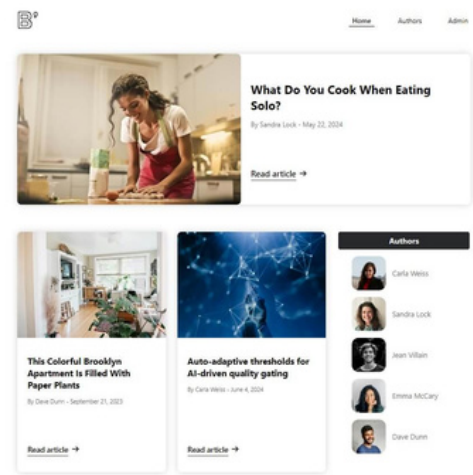 B'
Home Authors Admin
What Do You Cook When Eating
Solo?
By Sandra Lock - May 22, 2024
Read article →
Authors
Carla Weiss
Sandra Lock
Jean Villain
Emma McCary
Dave Dunn
This Colorful Brooklyn
Apartment Is Filled With
Paper Plants
By Dave Dunn - September 21, 2023
Read article →
Auto-adaptive thresholds for
AI-driven quality gating
By Carla Weiss - June 4, 2024
Read article →